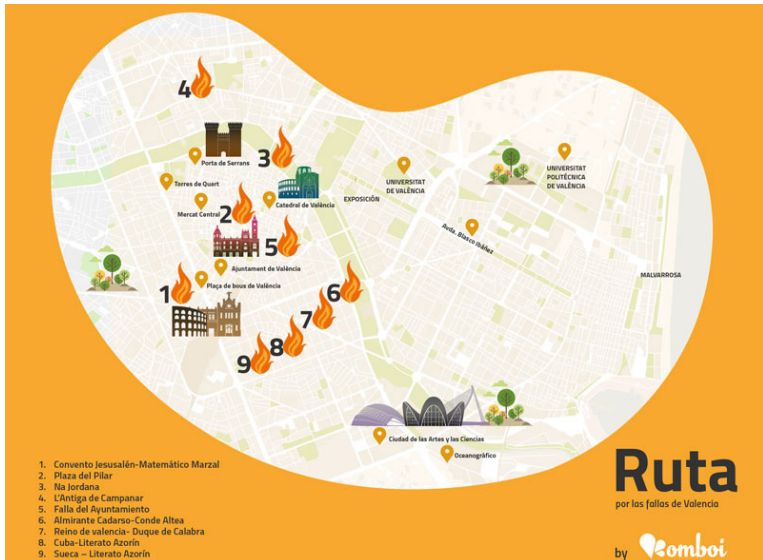 4
Porta de Serrans
3
Torres de Quart
UNIVERSITAT
DE VALÈNCIA
UNIVERSITAT
POLITÉCNICA
DE VALÈNCIA
EXPOSICIÓN
Mercat Central
2
Catedral de València
Avda. Blasco Ibáñez
5
Ajuntament de València
MALVARROSA
1
Plaça de bous de València
6
7
8
9
Ciudad de las Artes y las Ciencias
Oceanográfico
1. Convento Jesusalén-Matemático Marzal
2. Plaza del Pilar
3. Na Jordana
4. L'Antiga de Campanar
5. Falla del Ayuntamiento
6. Almirante Cadarso-Conde Altea
7. Reino de valencia- Duque de Calabra
8. Cuba-Literato Azorín
9. Sueca – Literato Azorín
Ruta
por las fallas de Valencia
by Komboi